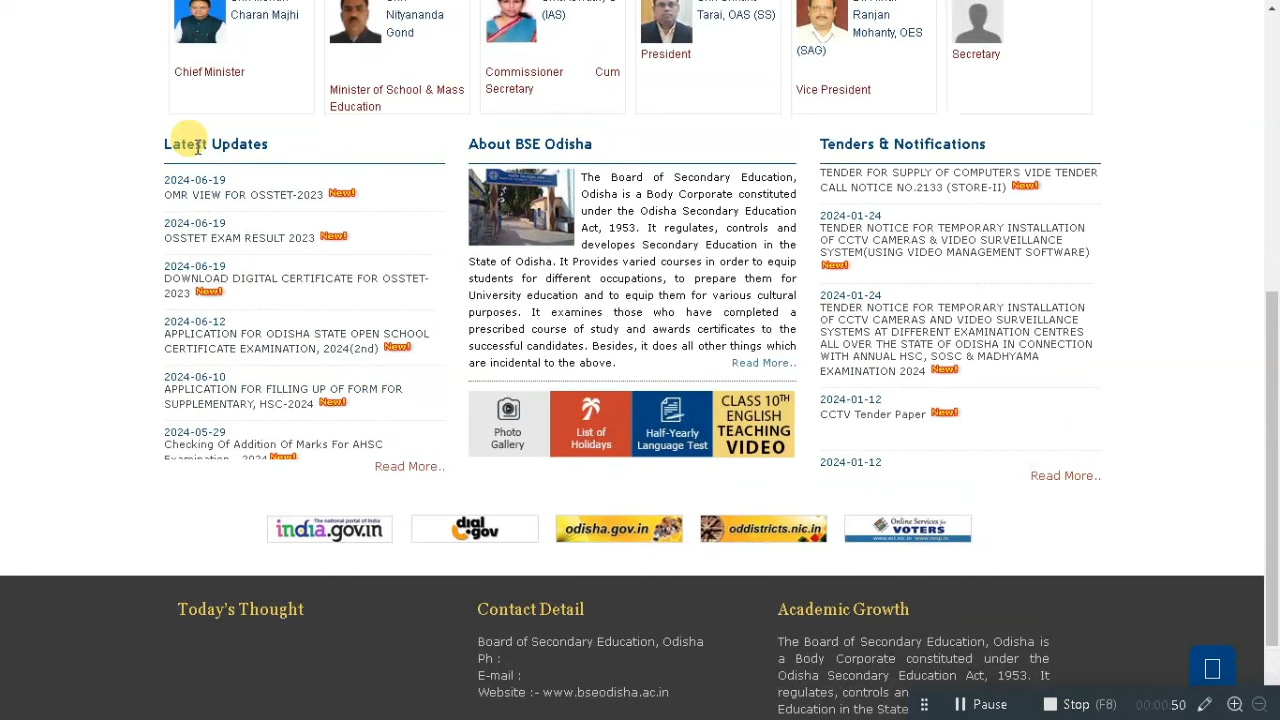 Charan Majhi
Chief Minister
Nityananda
Gond
Minister of School & Mass
Education
(IAS)
Commissioner Cum
Secretary
Tarai, OAS (SS)
President
Ranjan
Mohanty, OES
(SAG)
Vice President
Secretary
Latest Updates
2024-06-19
OMR VIEW FOR OSSTET-2023 New!
2024-06-19
OSSTET EXAM RESULT 2023 New!
2024-06-19
DOWNLOAD DIGITAL CERTIFICATE FOR OSSTET-
2023 New!
2024-06-12
APPLICATION FOR ODISHA STATE OPEN SCHOOL
CERTIFICATE EXAMINATION, 2024(2nd) New!
2024-06-10
APPLICATION FOR FILLING UP OF FORM FOR
SUPPLEMENTARY, HSC-2024 New!
2024-05-29
Checking Of Addition Of Marks For AHSC
Examination - 2024 New!
Read More..
About BSE Odisha
The Board of Secondary Education,
Odisha is a Body Corporate constituted
under the Odisha Secondary Education
Act, 1953. It regulates, controls and
develops Secondary Education in the
State of Odisha. It Provides varied courses in order to equip
students for different occupations, to prepare them for
University education and to equip them for various cultural
purposes. It examines those who have completed a
prescribed course of study and awards certificates to the
successful candidates. Besides, it does all other things which
are incidental to the above. Read More..
Photo
Gallery
List of
Holidays
Half-Yearly
Language Test
CLASS 10TH
ENGLISH
TEACHING
VIDEO
Tenders & Notifications
TENDER FOR SUPPLY OF COMPUTERS VIDE TENDER
CALL NOTICE NO.2133 (STORE-II) New!
2024-01-24
TENDER NOTICE FOR TEMPORARY INSTALLATION
OF CCTV CAMERAS & VIDEO SURVEILLANCE
SYSTEM(USING VIDEO MANAGEMENT SOFTWARE)
New!
2024-01-24
TENDER NOTICE FOR TEMPORARY INSTALLATION
OF CCTV CAMERAS AND VIDEO SURVEILLANCE
SYSTEMS AT DIFFERENT EXAMINATION CENTRES
ALL OVER THE STATE OF ODISHA IN CONNECTION
WITH ANNUAL HSC, SOSC & MADHYAMA
EXAMINATION 2024 New!
2024-01-12
CCTV Tender Paper New!
2024-01-12
Read More..
The national portal of India
india.gov.in
digl.gov
odisha.gov.in
oddistricts.nic.in
Online Services for
VOTERS
Today's Thought
Contact Detail
Board of Secondary Education, Odisha
Ph :
E-mail :
Website :- www.bseodisha.ac.in
Academic Growth
The Board of Secondary Education, Odisha is
a Body Corporate constituted under the
Odisha Secondary Education Act, 1953. It
regulates, controls an
Education in the State
Pause
Stop (F8)
00:00:50